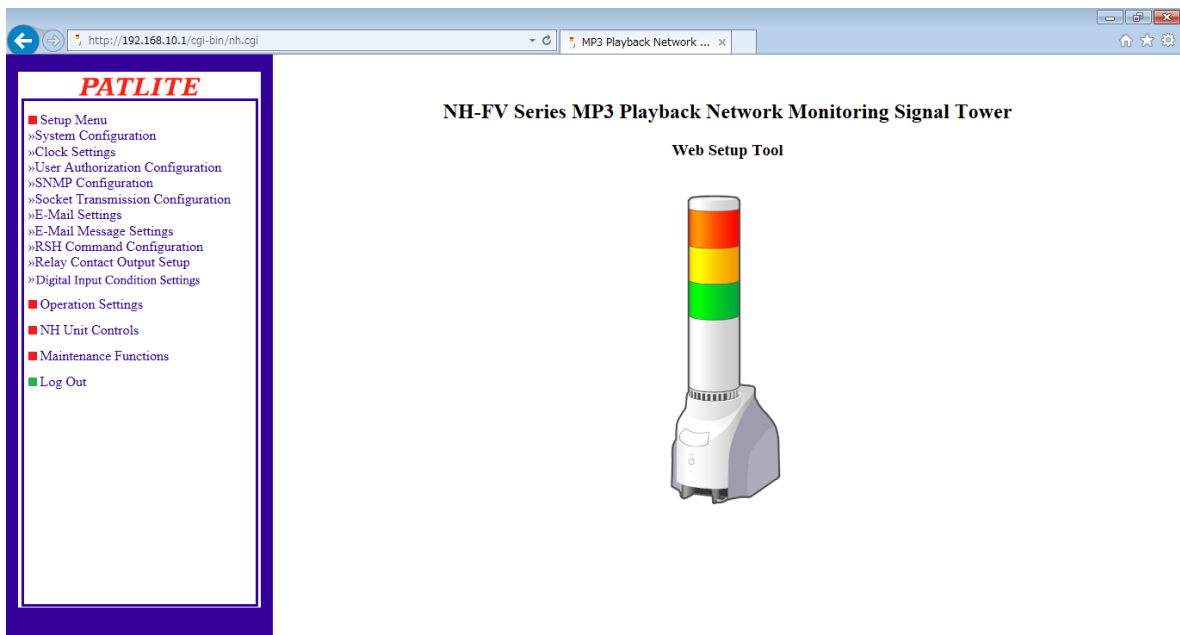 http://192.168.10.1/cgi-bin/nh.cgi
MP3 Playback Network ...
PATLITE
Setup Menu
»System Configuration
»Clock Settings
»User Authorization Configuration
»SNMP Configuration
»Socket Transmission Configuration
»E-Mail Settings
»E-Mail Message Settings
»RSH Command Configuration
»Relay Contact Output Setup
»Digital Input Condition Settings
Operation Settings
NH Unit Controls
Maintenance Functions
Log Out
NH-FV Series MP3 Playback Network Monitoring Signal Tower
Web Setup Tool